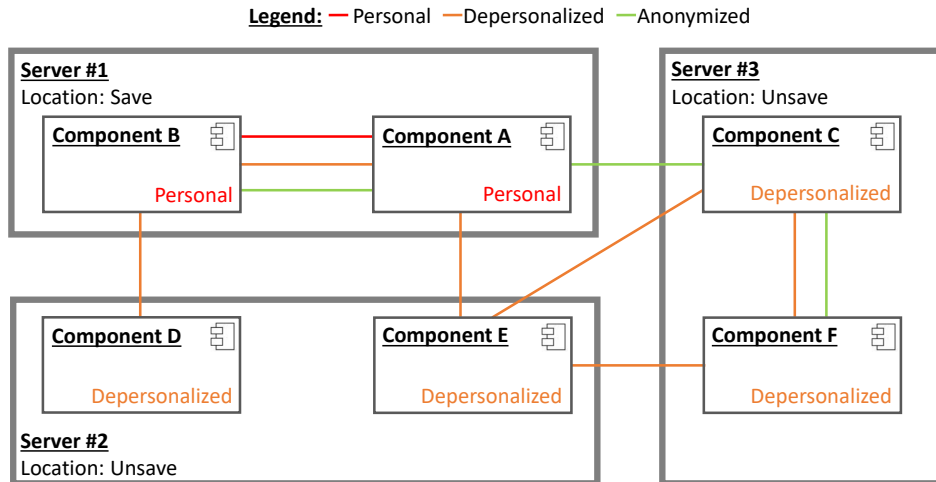 Legend: Personal Depersonalized Anonymized
Server #1
Location: Save
Component B
Personal
Component A
Personal
Server #3
Location: Unsave
Component C
Depersonalized
Component D
Depersonalized
Component E
Depersonalized
Server #2
Location: Unsave
Component F
Depersonalized